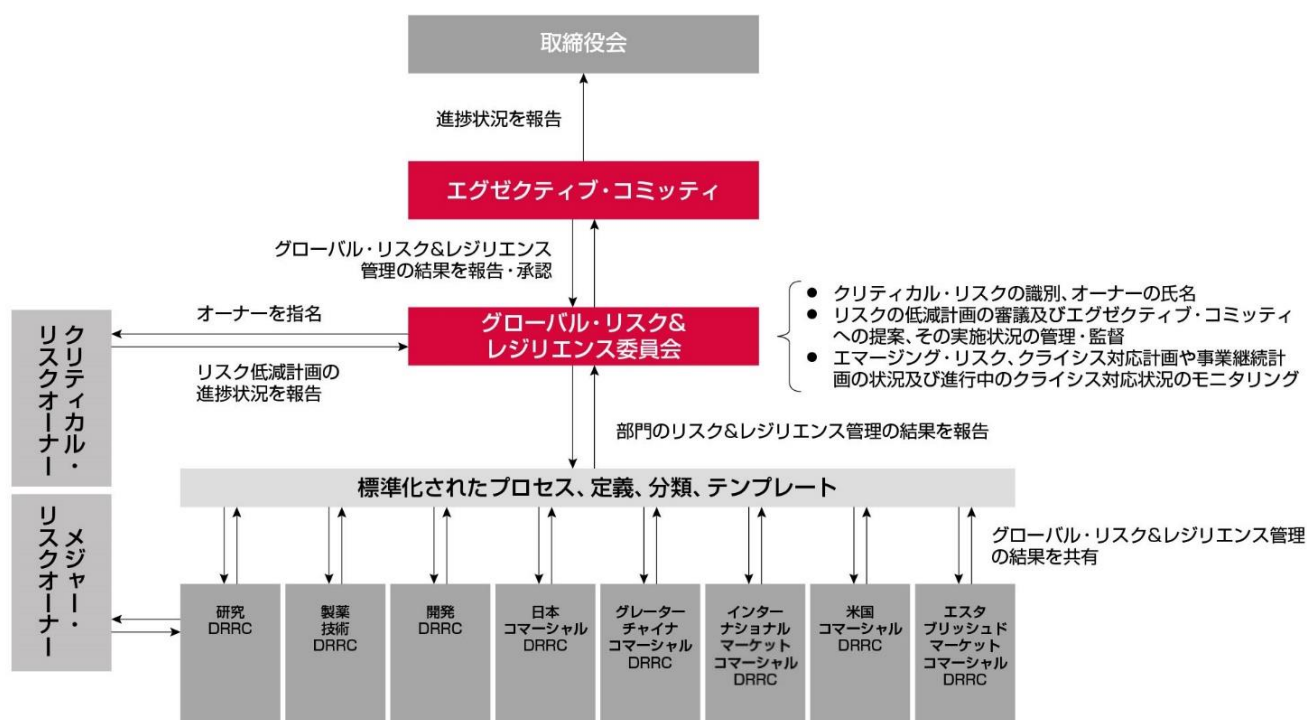 取締役会
進捗状況を報告
エグゼクティブ・コミッティ
グローバル・リスク&レジリエンス
管理の結果を報告・承認
オーナーを指名
グローバル・リスク&
レジリエンス委員会
● クリティカル・リスクの識別、オーナーの氏名
● リスクの低減計画の審議及びエグゼクティブ・コミッティ
への提案、その実施状況の管理・監督
● エマージング・リスク、クライシス対応計画や事業継続計
画の状況及び進行中のクライシス対応状況のモニタリング
クリティカル・
リスクオーナー
リスク低減計画の
進捗状況を報告
部門のリスク&レジリエンス管理の結果を報告
標準化されたプロセス、定義、分類、テンプレート
メジャー・
リスクオーナー
グローバル・リスク&レジリエンス管理
の結果を共有
研究
DRRC
製薬
技術
DRRC
開発
DRRC
日本
コマーシャル
DRRC
グレーター
チャイナ
コマーシャル
DRRC
インター
ナショナル
マーケット
コマーシャル
DRRC
米国
コマーシャル
DRRC
エスタ
ブリッシュド
マーケット
コマーシャル
DRRC